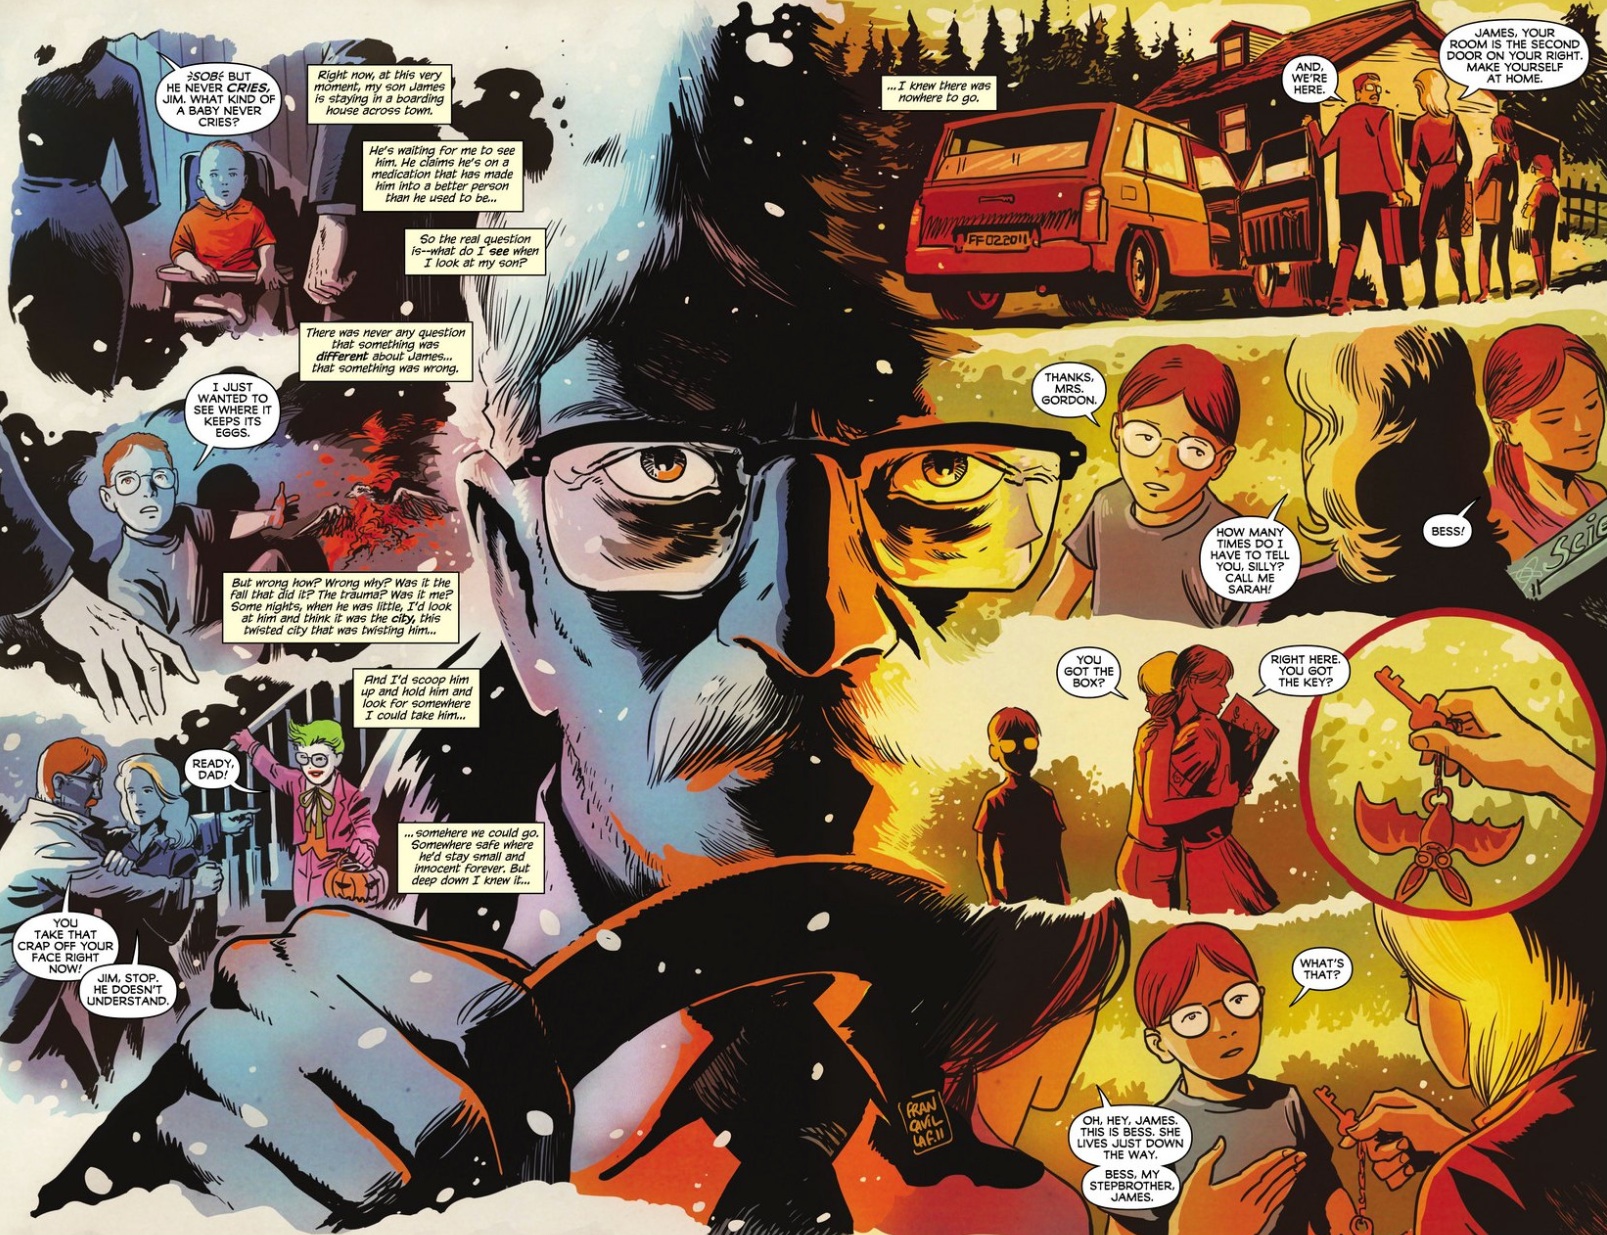 ›SOB‹ BUT
HE NEVER CRIES,
JIM. WHAT KIND OF
A BABY NEVER
CRIES?
Right now, at this very
moment, my son James
is staying in a boarding
house across town.
He's waiting for me to see
him. He claims he's on a
medication that has made
him into a better person
than he used to be...
So the real question
is--what do I see when
I look at my son?
There was never any question
that something was
different about James...
that something was wrong.
I JUST
WANTED TO
SEE WHERE IT
KEEPS ITS
EGGS.
But wrong how? Wrong why? Was it the
fall that did it? The trauma? Was it me?
Some nights, when he was little, I'd look
at him and think it was the city, this
twisted city that was twisting him...
And I'd scoop him
up and hold him and
look for somewhere
I could take him...
READY,
DAD!
...somehere we could go.
Somewhere safe where
he'd stay small and
innocent forever. But
deep down I knew it...
YOU
TAKE THAT
CRAP OFF YOUR
FACE RIGHT
NOW!
JIM, STOP.
HE DOESN'T
UNDERSTAND.
...I knew there was
nowhere to go.
AND,
WE'RE
HERE.
JAMES, YOUR
ROOM IS THE SECOND
DOOR ON YOUR RIGHT.
MAKE YOURSELF
AT HOME.
FF 02.2011
THANKS,
MRS.
GORDON.
HOW MANY
TIMES DO I
HAVE TO TELL
YOU, SILLY?
CALL ME
SARAH!
BESS!
Scie
YOU
GOT THE
BOX?
RIGHT HERE.
YOU GOT
THE KEY?
WHAT'S
THAT?
OH, HEY, JAMES.
THIS IS BESS. SHE
LIVES JUST DOWN
THE WAY.
BESS, MY
STEPBROTHER,
JAMES.
FRAN
CAVIL
LAF.11